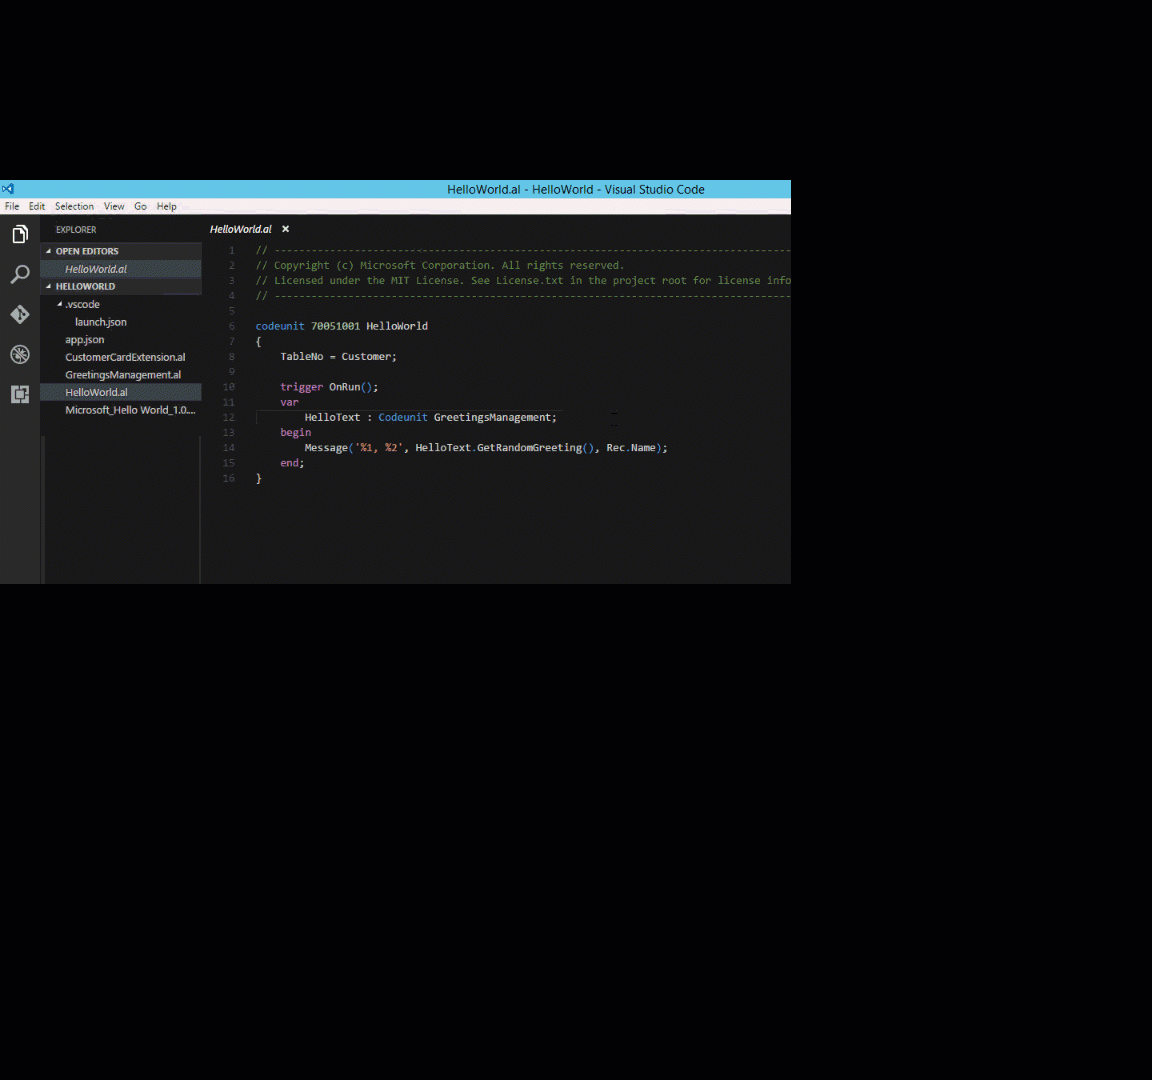 HelloWorld.al - HelloWorld - Visual Studio Code
File Edit Selection View Go Help
EXPLORER
OPEN EDITORS
HelloWorld.al
HELLOWORLD
.vscode
launch.json
app.json
CustomerCardExtension.al
GreetingsManagement.al
HelloWorld.al
Microsoft_Hello World_1.0....
HelloWorld.al
1 // ------------------------------------------------------------------------------------
2 // Copyright (c) Microsoft Corporation. All rights reserved.
3 // Licensed under the MIT License. See License.txt in the project root for license info
4 // ------------------------------------------------------------------------------------
5
6 codeunit 70051001 HelloWorld
7 {
8 TableNo = Customer;
9
10 trigger OnRun();
11 var
12 HelloText : Codeunit GreetingsManagement;
13 begin
14 Message('%1, %2', HelloText.GetRandomGreeting(), Rec.Name);
15 end;
16 }